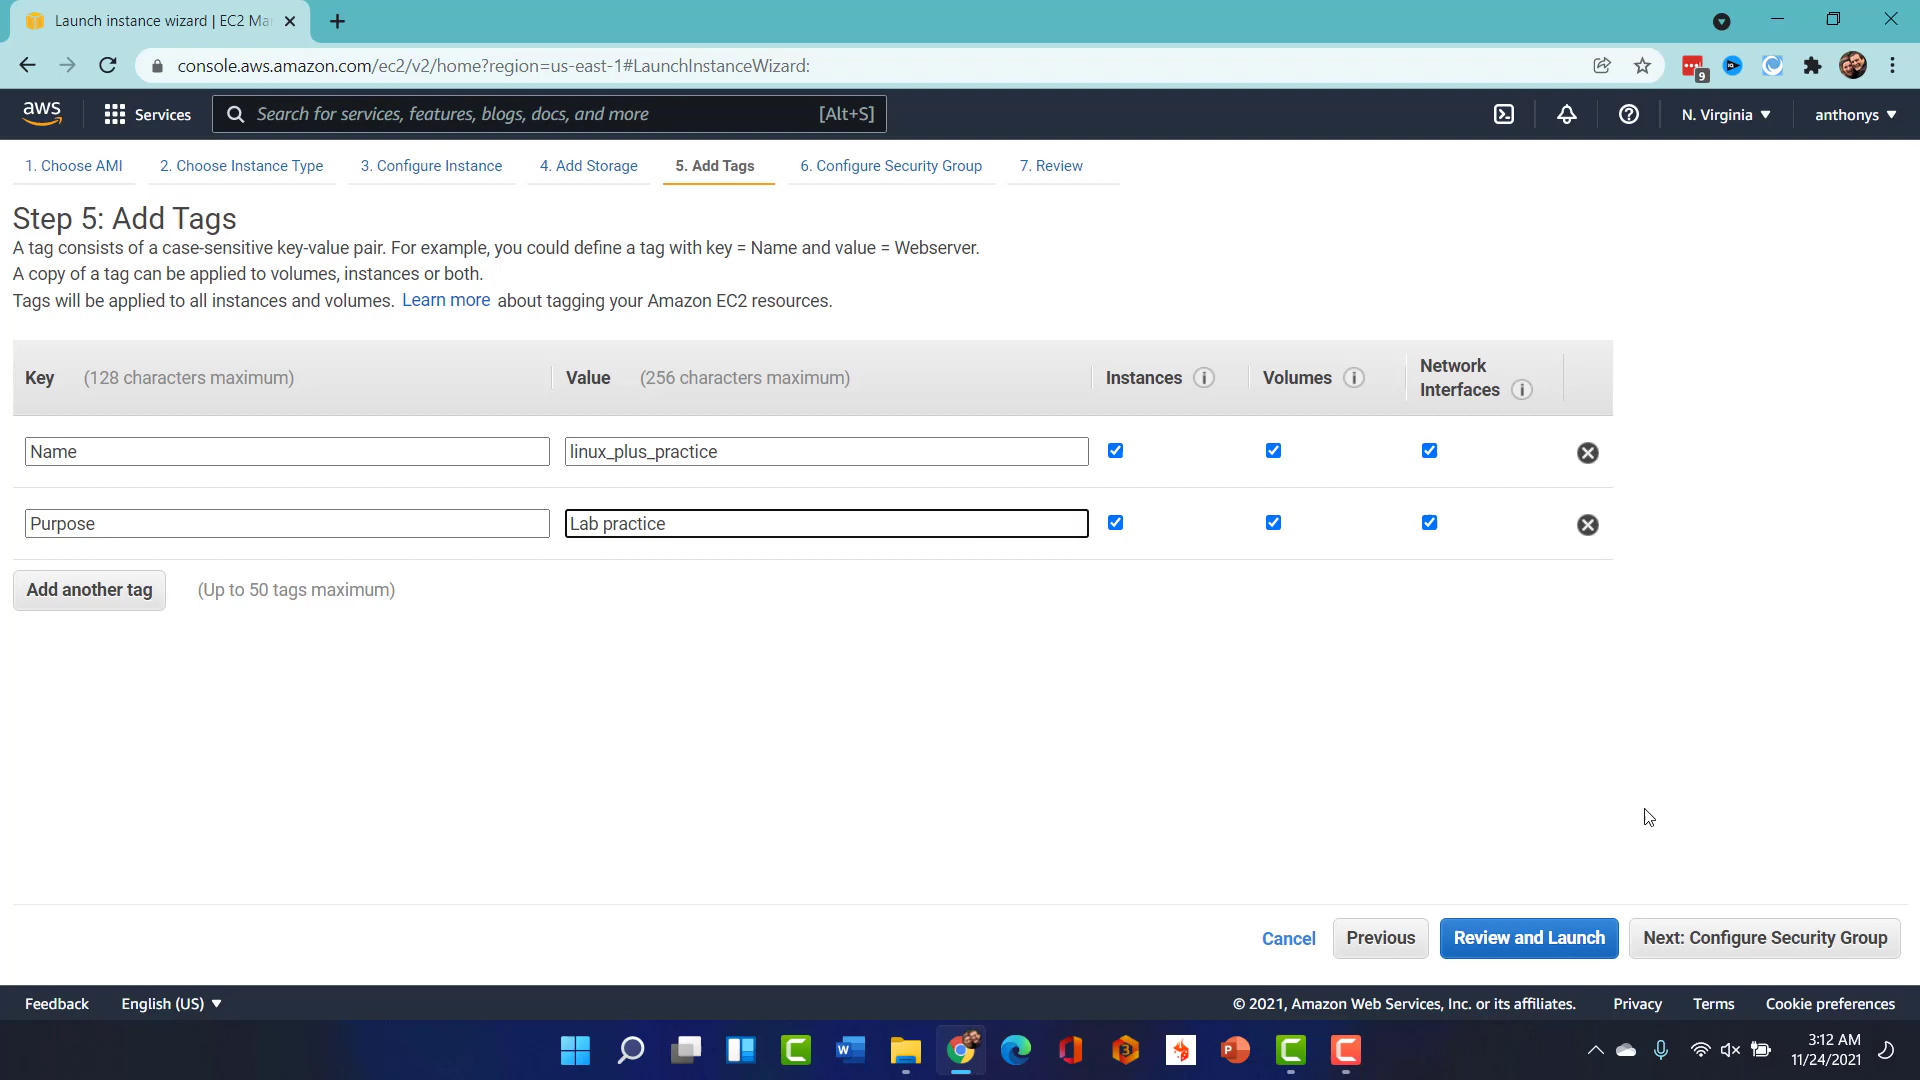 Launch instance wizard | EC2 Ma
console.aws.amazon.com/ec2/v2/home?region=us-east-1#LaunchInstanceWizard:
9
aws
Services
Search for services, features, blogs, docs, and more
[Alt+S]
N. Virginia
anthonys
1. Choose AMI
2. Choose Instance Type
3. Configure Instance
4. Add Storage
5. Add Tags
6. Configure Security Group
7. Review
Step 5: Add Tags
A tag consists of a case-sensitive key-value pair. For example, you could define a tag with key = Name and value = Webserver.
A copy of a tag can be applied to volumes, instances or both.
Tags will be applied to all instances and volumes. Learn more about tagging your Amazon EC2 resources.
Key (128 characters maximum)
Value (256 characters maximum)
Instances
Volumes
Network
Interfaces
Name
linux_plus_practice
Purpose
Lab practice
Add another tag
(Up to 50 tags maximum)
Cancel
Previous
Review and Launch
Next: Configure Security Group
Feedback
English (US)
© 2021, Amazon Web Services, Inc. or its affiliates.
Privacy
Terms
Cookie preferences
3:12 AM
11/24/2021